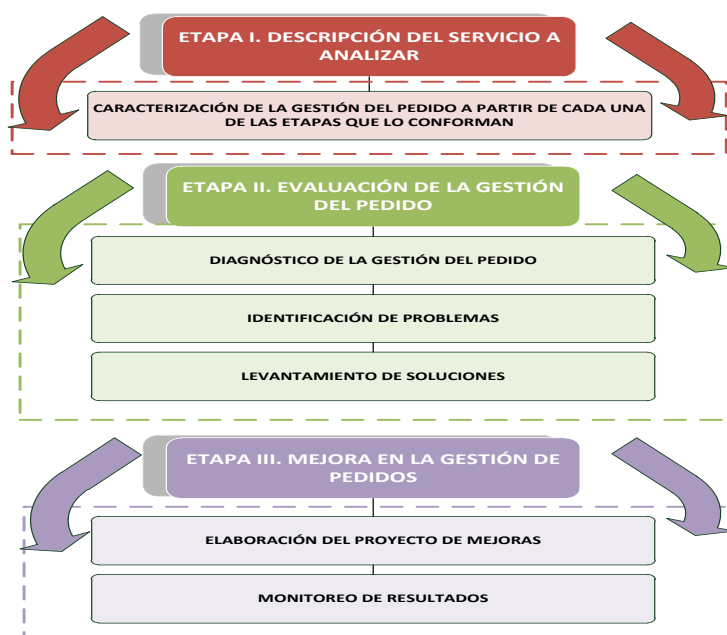 ETAPA I. DESCRIPCIÓN DEL SERVICIO A
ANALIZAR
CARACTERIZACIÓN DE LA GESTIÓN DEL PEDIDO A PARTIR DE CADA UNA
DE LAS ETAPAS QUE LO CONFORMAN
ETAPA II. EVALUACIÓN DE LA GESTIÓN
DEL PEDIDO
DIAGNÓSTICO DE LA GESTIÓN DEL PEDIDO
IDENTIFICACIÓN DE PROBLEMAS
LEVANTAMIENTO DE SOLUCIONES
ETAPA III. MEJORA EN LA GESTIÓN DE
PEDIDOS
ELABORACIÓN DEL PROYECTO DE MEJORAS
MONITOREO DE RESULTADOS